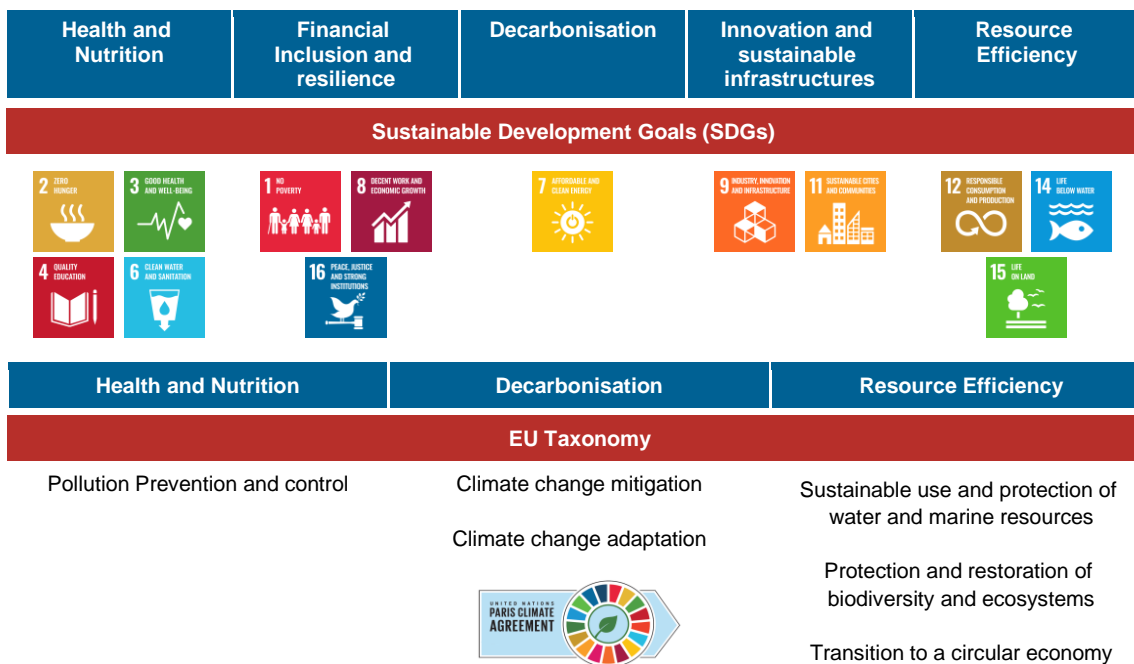 Health and
Nutrition
Financial
Inclusion and
resilience
Decarbonisation
Innovation and
sustainable
infrastructures
Resource
Efficiency
Sustainable Development Goals (SDGs)
2 ZERO
HUNGER
3 GOOD HEALTH
AND WELL-BEING
1 NO
POVERTY
8 DECENT WORK AND
ECONOMIC GROWTH
7 AFFORDABLE AND
CLEAN ENERGY
9 INDUSTRY, INNOVATION
AND INFRASTRUCTURE
11 SUSTAINABLE CITIES
AND COMMUNITIES
12 RESPONSIBLE
CONSUMPTION
AND PRODUCTION
14 LIFE
BELOW WATER
4 QUALITY
EDUCATION
6 CLEAN WATER
AND SANITATION
16 PEACE, JUSTICE
AND STRONG
INSTITUTIONS
15 LIFE
ON LAND
Health and Nutrition
Decarbonisation
Resource Efficiency
EU Taxonomy
Pollution Prevention and control
Climate change mitigation
Climate change adaptation
UNITED NATIONS
PARIS CLIMATE
AGREEMENT
Sustainable use and protection of
water and marine resources
Protection and restoration of
biodiversity and ecosystems
Transition to a circular economy